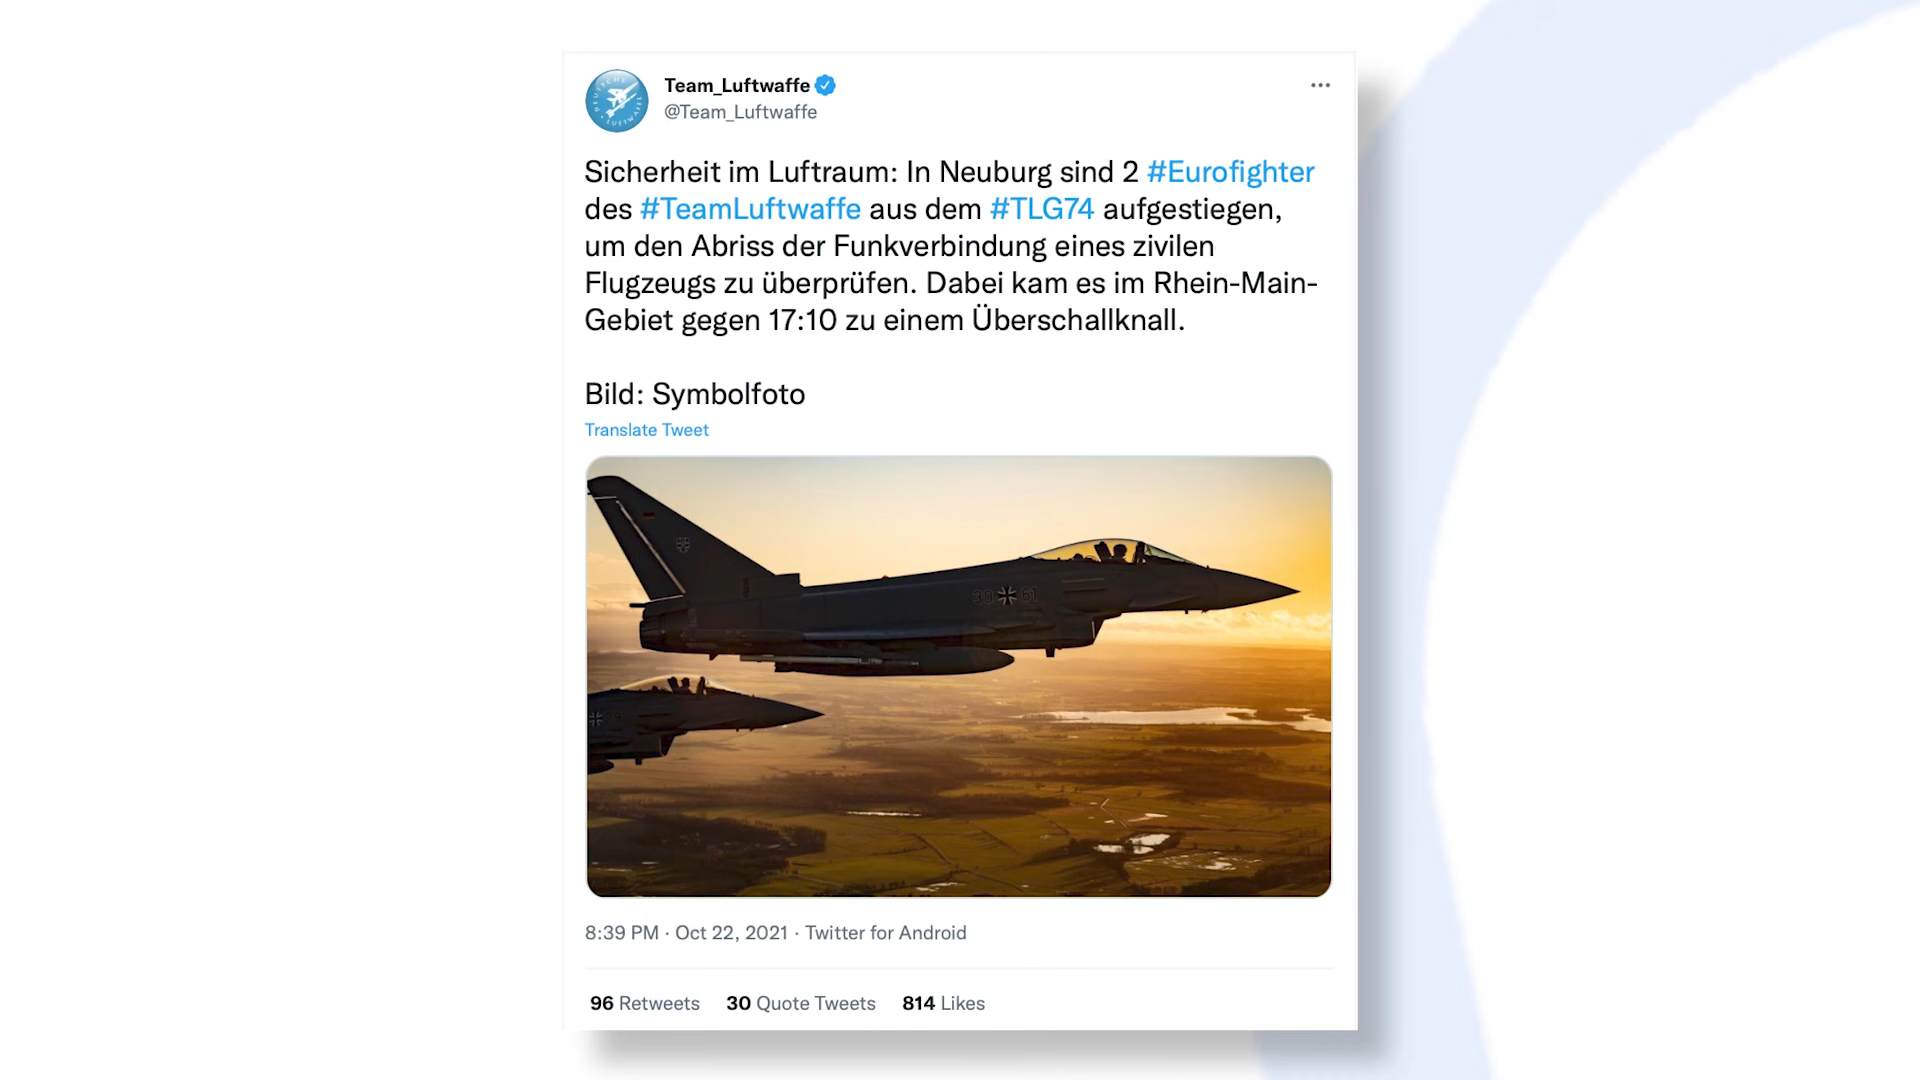 Team_Luftwaffe
@Team_Luftwaffe
Sicherheit im Luftraum: In Neuburg sind 2 #Eurofighter
des #TeamLuftwaffe aus dem #TLG74 aufgestiegen,
um den Abriss der Funkverbindung eines zivilen
Flugzeugs zu überprüfen. Dabei kam es im Rhein-Main-
Gebiet gegen 17:10 zu einem Überschallknall.
Bild: Symbolfoto
Translate Tweet
30 61
8:39 PM · Oct 22, 2021 · Twitter for Android
96 Retweets 30 Quote Tweets 814 Likes